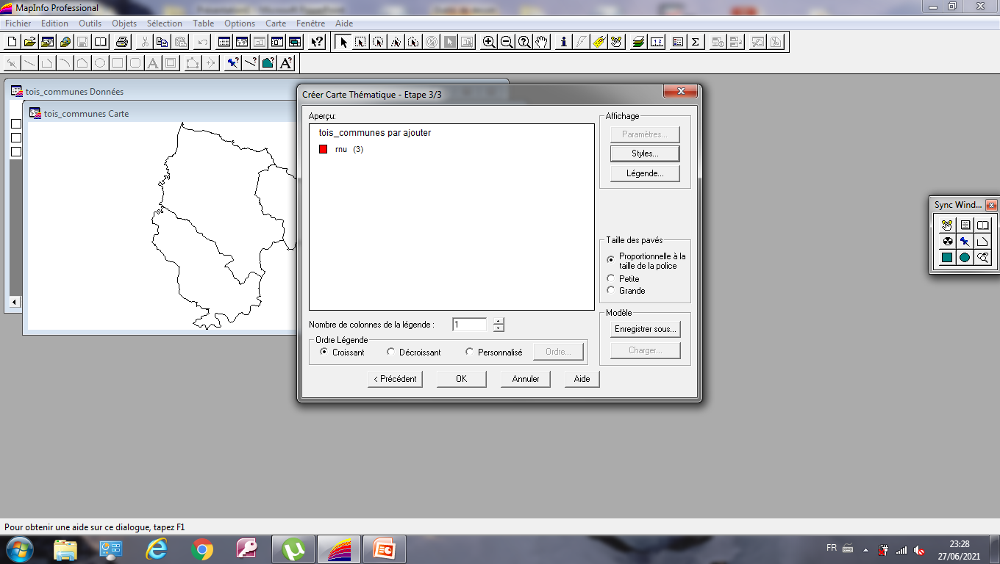 MapInfo Professional
Fichier Edition Outils Objets Sélection Table Options Carte Fenêtre Aide
tois_communes Données
tois_communes Carte
Créer Carte Thématique - Etape 3/3
Aperçu:
tois_communes par ajouter
rnu (3)
Affichage
Paramètres...
Styles...
Légende...
Taille des pavés
Proportionnelle à la
taille de la police
Petite
Grande
Modèle
Enregistrer sous...
Charger...
Nombre de colonnes de la légende :
1
Ordre Légende
Croissant
Décroissant
Personnalisé
Ordre...
< Précédent
OK
Annuler
Aide
Sync Wind...
Pour obtenir une aide sur ce dialogue, tapez F1
FR
23:28
27/06/2021